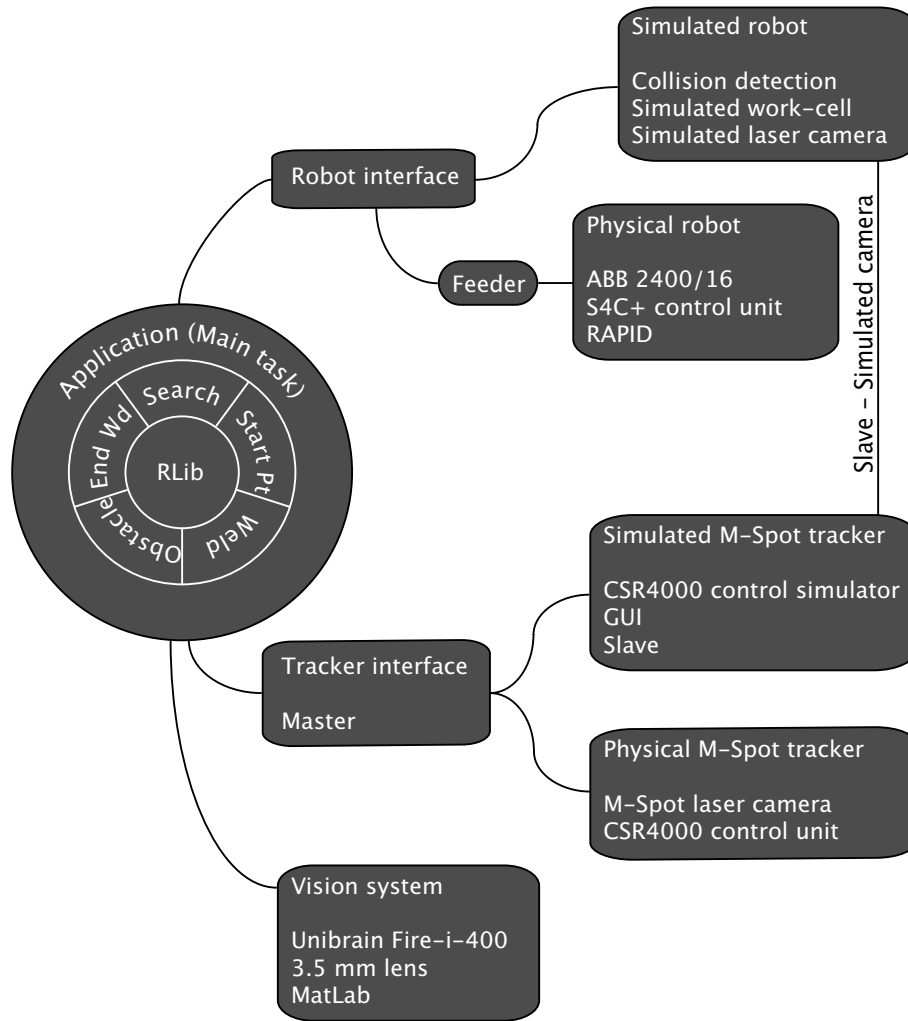 Simulated robot
Collision detection
Simulated work-cell
Simulated laser camera
Robot interface
Physical robot
ABB 2400/16
S4C+ control unit
RAPID
Feeder
Slave - Simulated camera
Application (Main task)
Search
Start Pt
Weld
Obstacle
End Wd
RLib
Simulated M-Spot tracker
CSR4000 control simulator
GUI
Slave
Tracker interface
Master
Physical M-Spot tracker
M-Spot laser camera
CSR4000 control unit
Vision system
Unibrain Fire-i-400
3.5 mm lens
MatLab